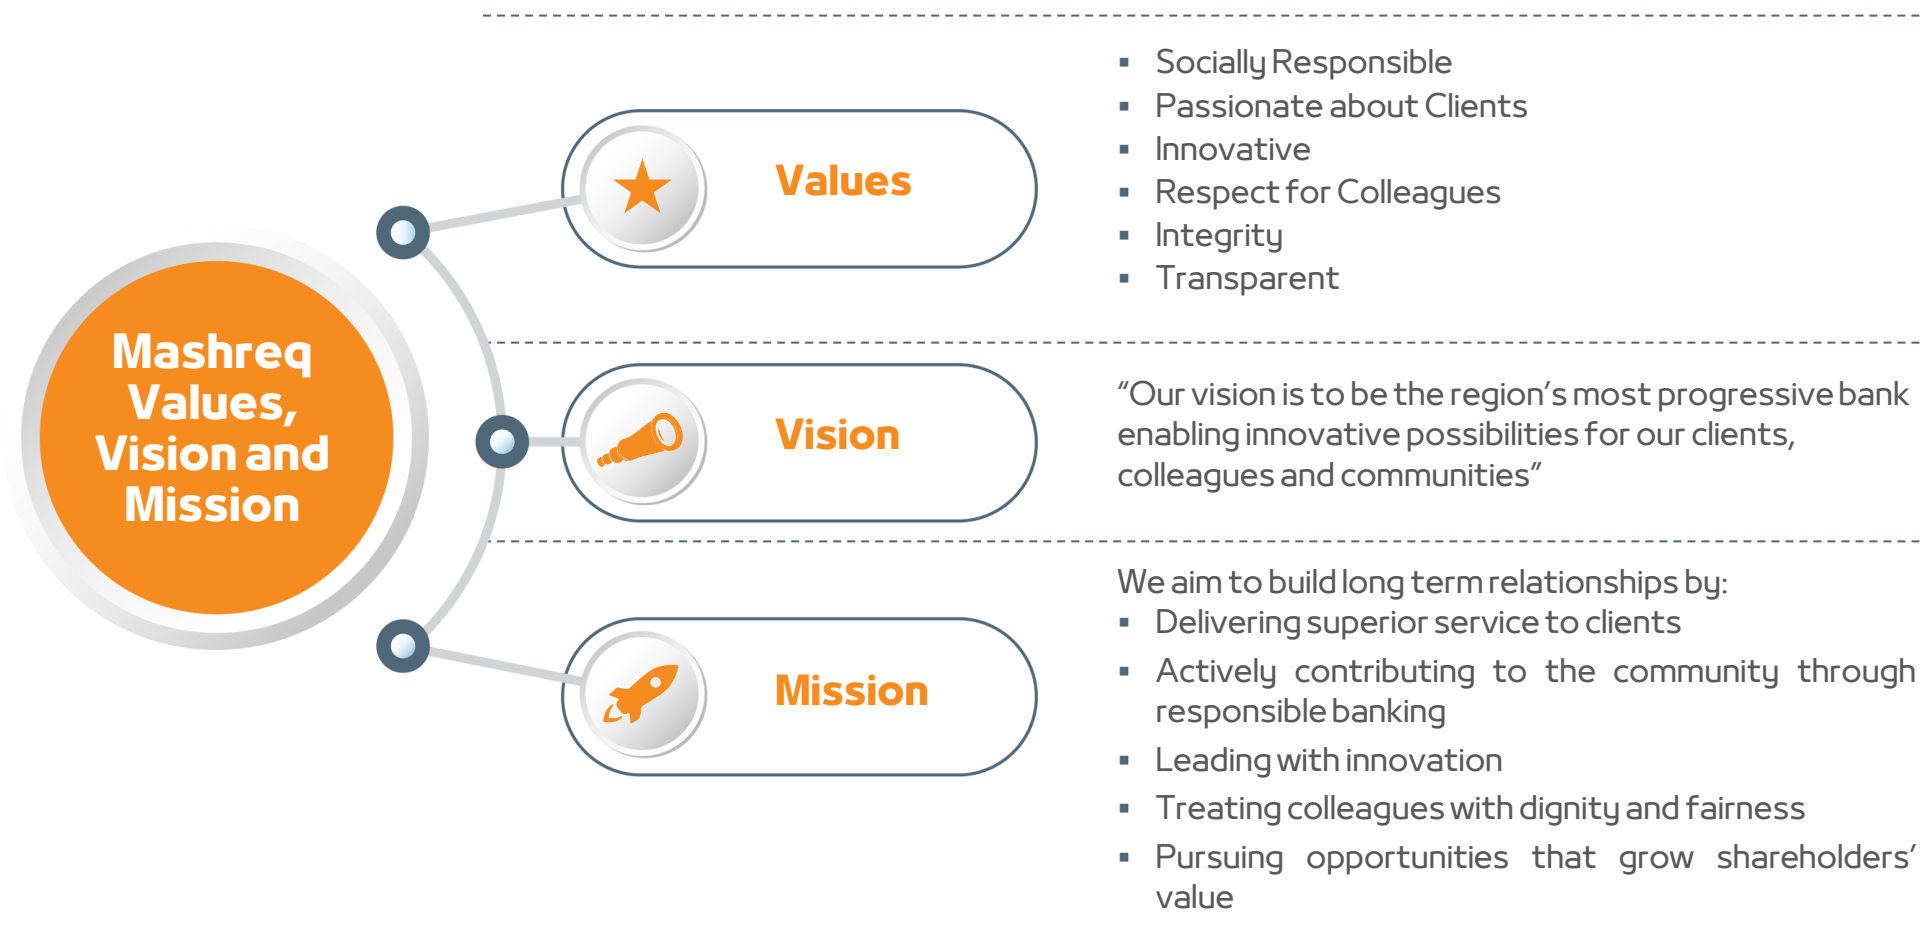 Mashreq
Values,
Vision and
Mission
Values
▪ Socially Responsible
▪ Passionate about Clients
▪ Innovative
▪ Respect for Colleagues
▪ Integrity
▪ Transparent
Vision
“Our vision is to be the region’s most progressive bank
enabling innovative possibilities for our clients,
colleagues and communities”
Mission
We aim to build long term relationships by:
▪ Delivering superior service to clients
▪ Actively contributing to the community through
responsible banking
▪ Leading with innovation
▪ Treating colleagues with dignity and fairness
▪ Pursuing opportunities that grow shareholders’
value